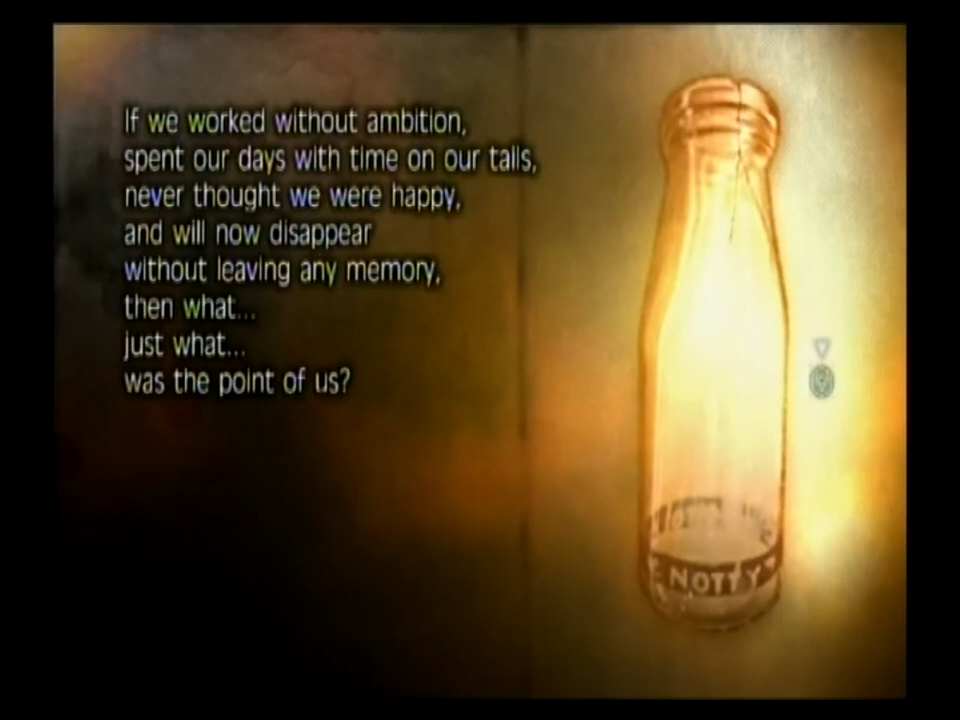 If we worked without ambition,
spent our days with time on our tails,
never thought we were happy,
and will now disappear
without leaving any memory,
then what...
just what...
was the point of us?
NOTTY